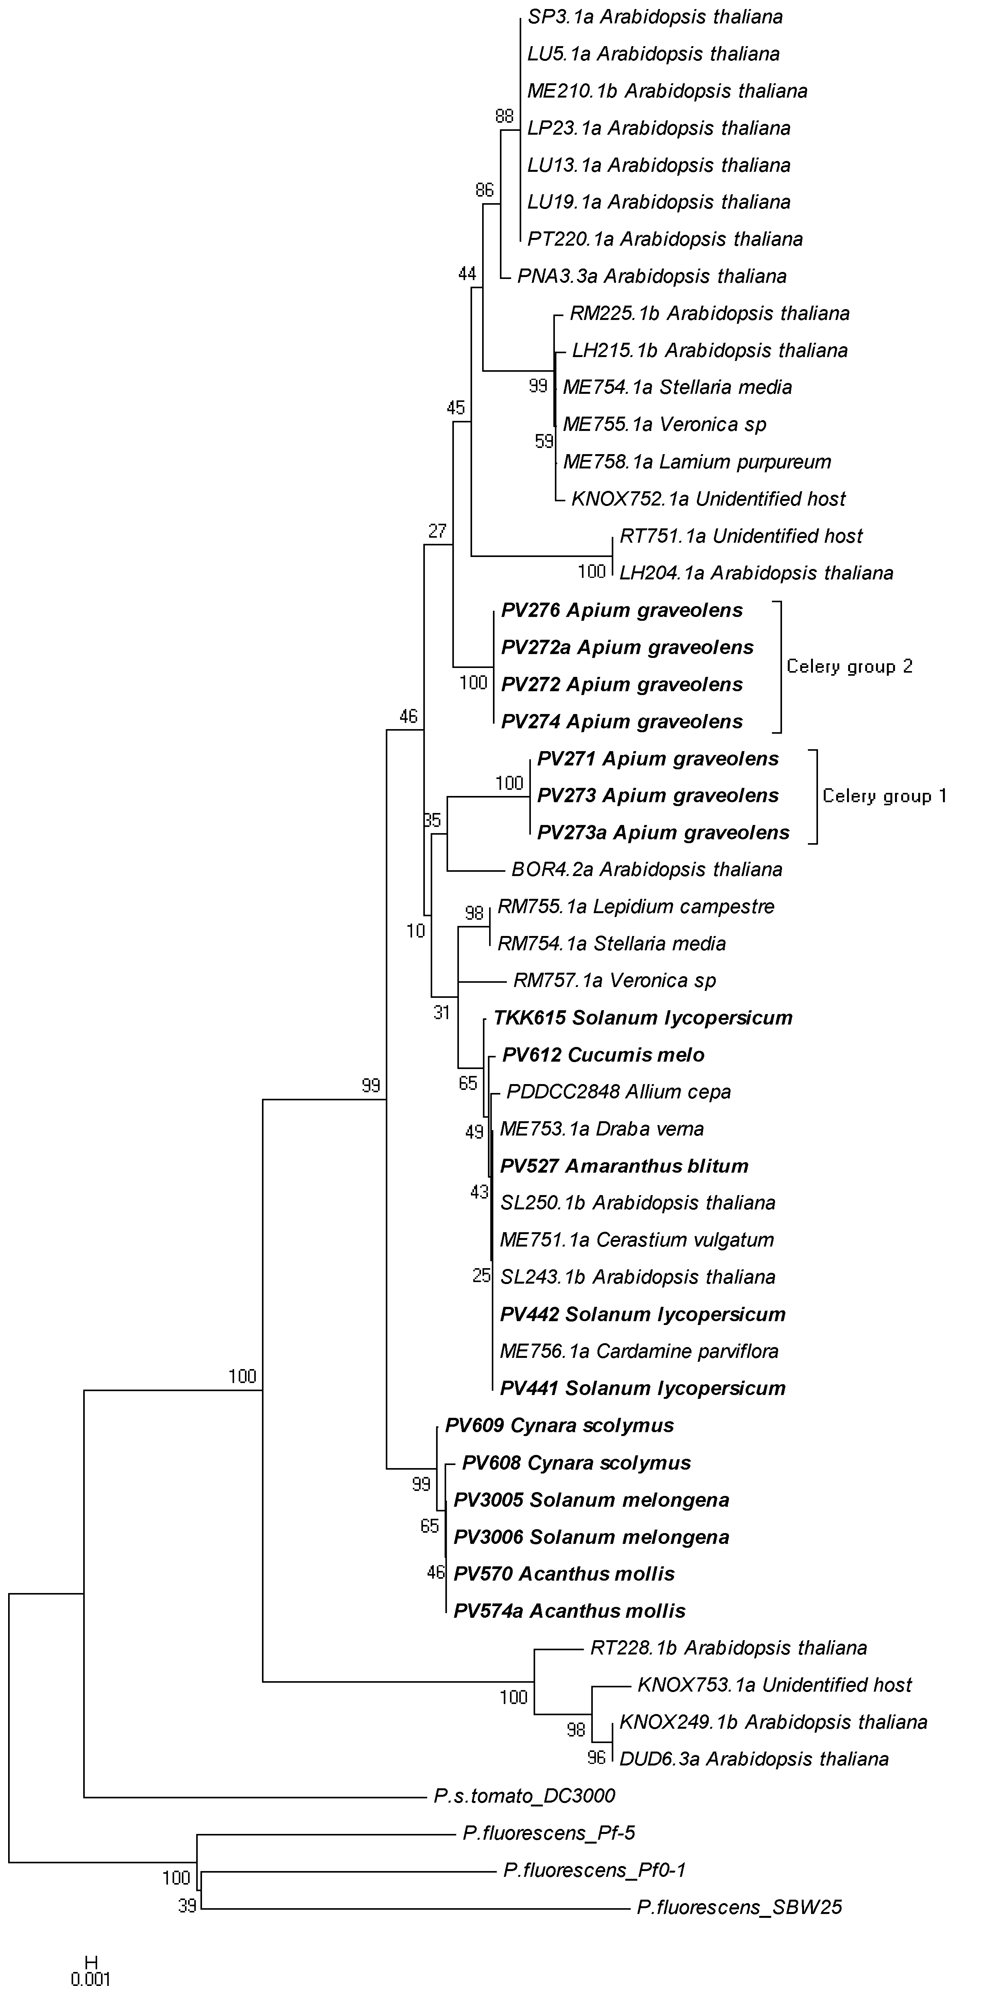 SP3.1a Arabidopsis thaliana
LU5.1a Arabidopsis thaliana
ME210.1b Arabidopsis thaliana
88
LP23.1a Arabidopsis thaliana
LU13.1a Arabidopsis thaliana
86
LU19.1a Arabidopsis thaliana
PT220.1a Arabidopsis thaliana
44
PNA3.3a Arabidopsis thaliana
RM225.1b Arabidopsis thaliana
LH215.1b Arabidopsis thaliana
99
ME754.1a Stellaria media
45
ME755.1a Veronica sp
59
ME758.1a Lamium purpureum
KNOX752.1a Unidentified host
27
RT751.1a Unidentified host
100
LH204.1a Arabidopsis thaliana
PV276 Apium graveolens
PV272a Apium graveolens
Celery group 2
100
PV272 Apium graveolens
46
PV274 Apium graveolens
PV271 Apium graveolens
100
PV273 Apium graveolens
Celery group 1
35
PV273a Apium graveolens
BOR4.2a Arabidopsis thaliana
98
RM755.1a Lepidium campestre
10
RM754.1a Stellaria media
RM757.1a Veronica sp
31
TKK615 Solanum lycopersicum
PV612 Cucumis melo
99
65
PDDCC2848 Allium cepa
49
ME753.1a Draba verna
PV527 Amaranthus blitum
43
SL250.1b Arabidopsis thaliana
ME751.1a Cerastium vulgatum
25
SL243.1b Arabidopsis thaliana
PV442 Solanum lycopersicum
ME756.1a Cardamine parviflora
100
PV441 Solanum lycopersicum
PV609 Cynara scolymus
PV608 Cynara scolymus
99
PV3005 Solanum melongena
65
PV3006 Solanum melongena
46
PV570 Acanthus mollis
PV574a Acanthus mollis
RT228.1b Arabidopsis thaliana
100
KNOX753.1a Unidentified host
98
KNOX249.1b Arabidopsis thaliana
96
DUD6.3a Arabidopsis thaliana
P.s.tomato_DC3000
P.fluorescens_Pf-5
100
P.fluorescens_Pf0-1
39
P.fluorescens_SBW25
0.001